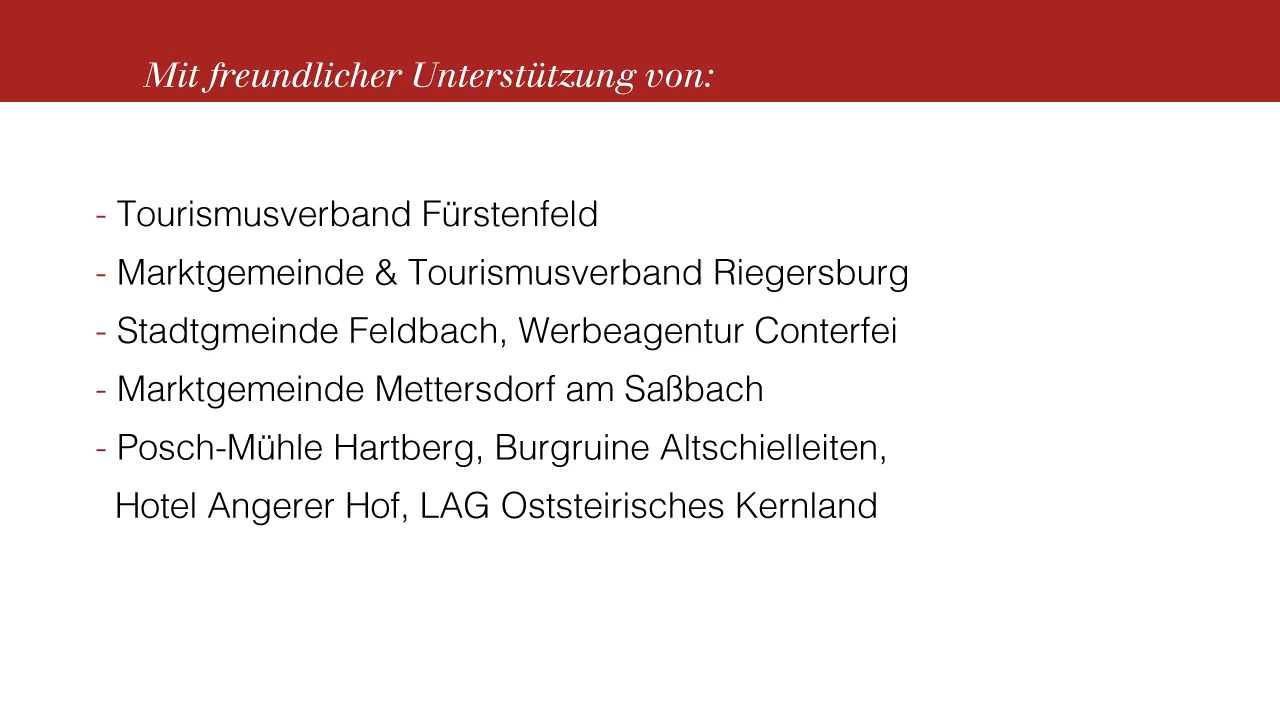 Mit freundlicher Unterstützung von:
- Tourismusverband Fürstenfeld
- Marktgemeinde & Tourismusverband Riegersburg
- Stadtgmeinde Feldbach, Werbeagentur Conterfei
- Marktgemeinde Mettersdorf am Saßbach
- Posch-Mühle Hartberg, Burgruine Altschielleiten,
Hotel Angerer Hof, LAG Oststeirisches Kernland